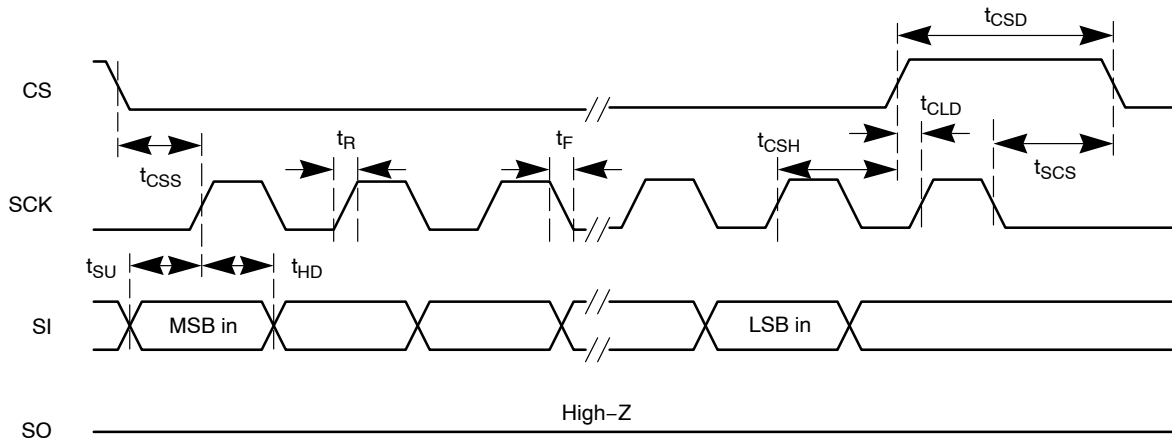 tCSD
CS
tCLD
tR
tF
tCSH
tCSS
tSCS
SCK
tSU
tHD
SI
MSB in
LSB in
High−Z
SO